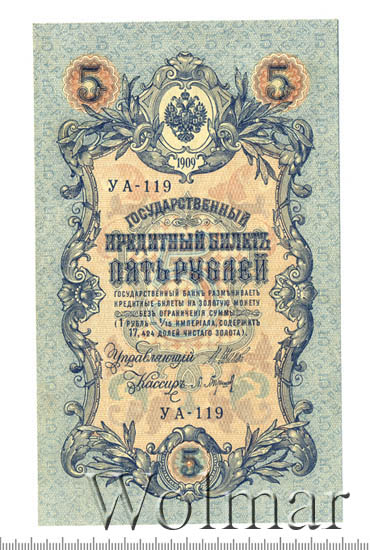 5 5
1909
УА-119
ГОСУДАРСТВЕННЫЙ
КРЕДИТНЫЙ БИЛЕТЪ
ПЯТЬ РУБЛЕЙ
ГОСУДАРСТВЕННЫЙ БАНКЪ РАЗМѢНИВАЕТЪ
КРЕДИТНЫЕ БИЛЕТЫ НА ЗОЛОТУЮ МОНЕТУ
БЕЗЪ ОГРАНИЧЕНІЯ СУММЫ
(1 РУБЛЬ = 1/15 ИМПЕРІАЛА, СОДЕРЖИТЪ
17,424 ДОЛЕЙ ЧИСТАГО ЗОЛОТА).
Управляющій
Кассиръ
УА-119
5
Wolmar